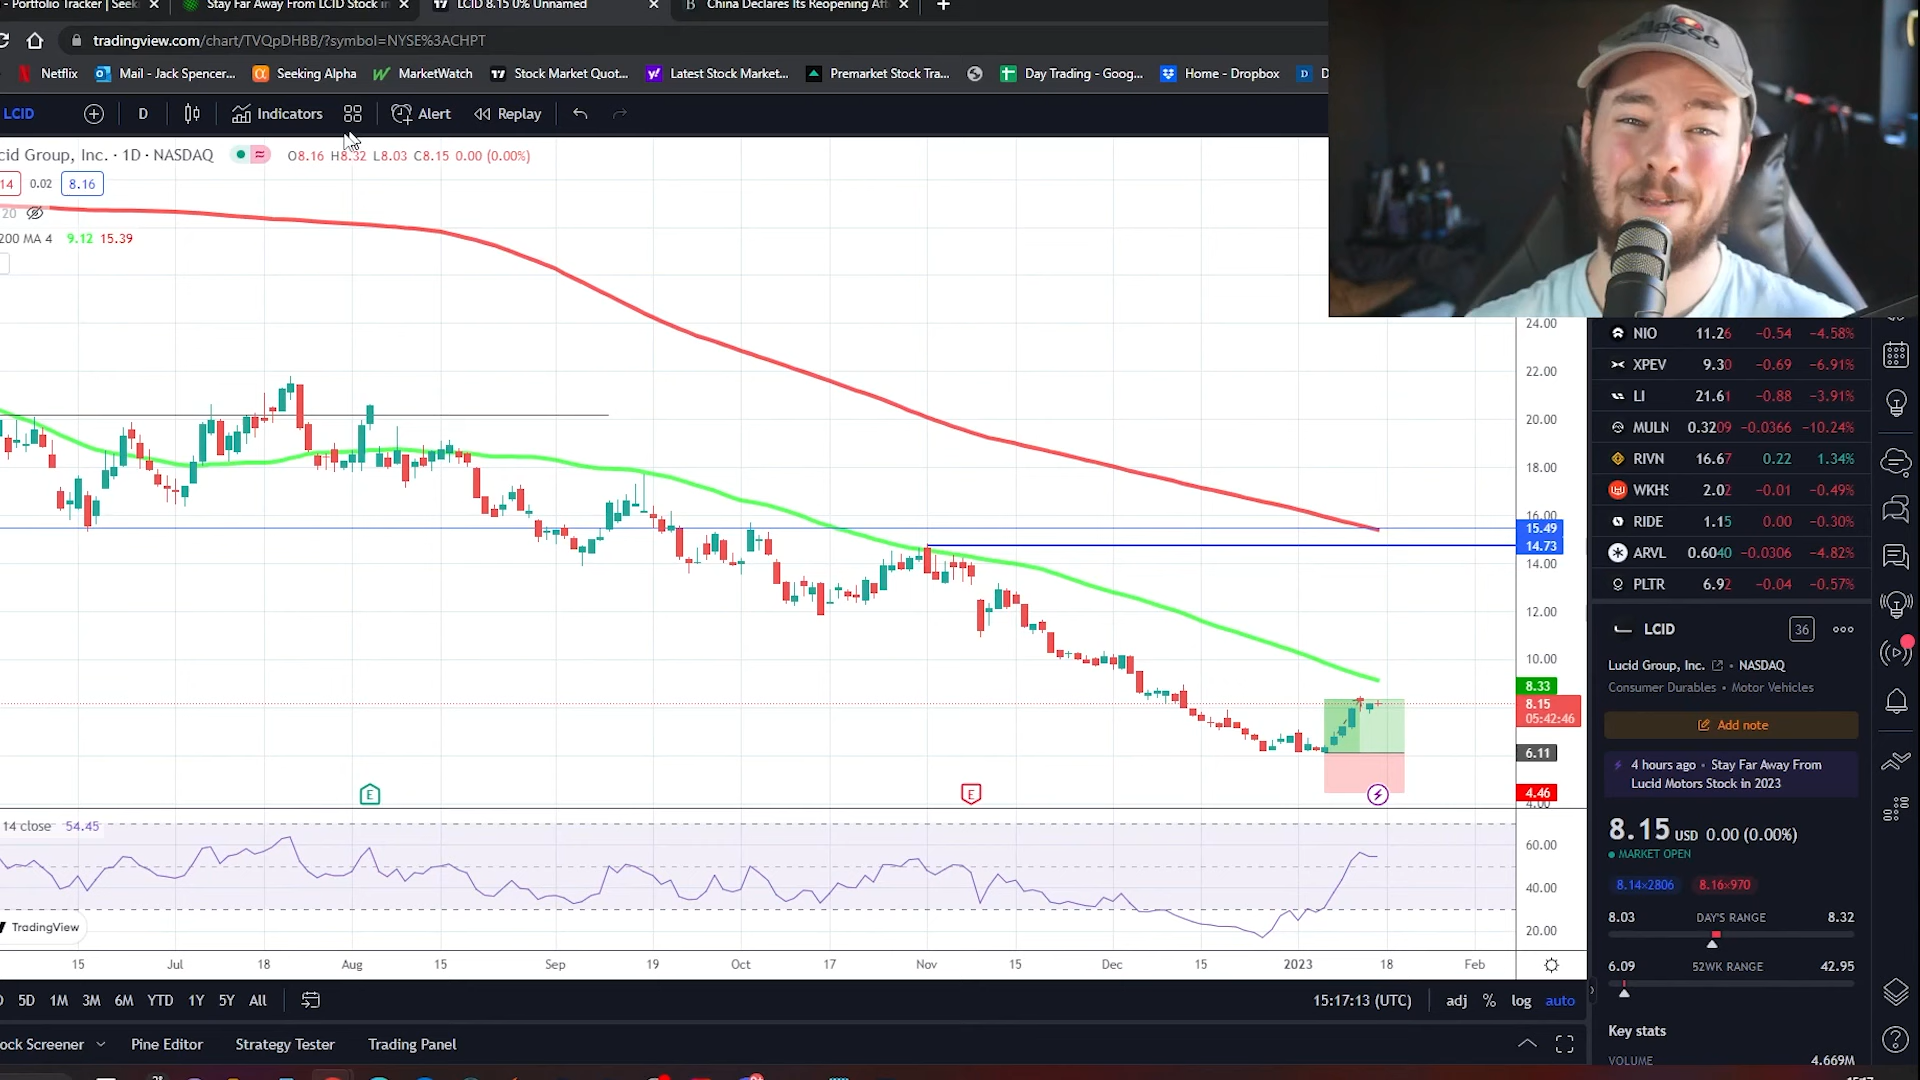 - Portfolio Tracker | Seek
Stay Far Away From LCID Stock in
LCID 8.15 0% Unnamed
China Declares Its Reopening Aft
tradingview.com/chart/TVQpDHBB/?symbol=NYSE%3ACHPT
Netflix
Mail - Jack Spencer...
Seeking Alpha
MarketWatch
Stock Market Quot...
Latest Stock Market...
Premarket Stock Tra...
Day Trading - Goog...
Home - Dropbox
LCID
D
Indicators
Alert
Replay
cid Group, Inc. · 1D · NASDAQ
O8.16 H8.32 L8.03 C8.15 0.00 (0.00%)
14 0.02 8.16
20
200 MA 4 9.12 15.39
ellesse
24.00
22.00
20.00
18.00
16.00
15.49
14.73
14.00
12.00
10.00
8.33
8.15
05:42:46
6.11
4.46
4.00
E
E
14 close 54.45
60.00
40.00
20.00
TradingView
15 Jul 18 Aug 15 Sep 19 Oct 17 Nov 15 Dec 15 2023 18 Feb
5D 1M 3M 6M YTD 1Y 5Y All
15:17:13 (UTC)
adj % log auto
ock Screener
Pine Editor
Strategy Tester
Trading Panel
NIO 11.26 −0.54 −4.58%
XPEV 9.30 −0.69 −6.91%
LI 21.61 −0.88 −3.91%
MULN 0.3209 −0.0366 −10.24%
RIVN 16.67 0.22 1.34%
WKHS 2.02 −0.01 −0.49%
RIDE 1.15 0.00 −0.30%
ARVL 0.6040 −0.0306 −4.82%
PLTR 6.92 −0.04 −0.57%
LCID
36
Lucid Group, Inc. • NASDAQ
Consumer Durables • Motor Vehicles
Add note
4 hours ago • Stay Far Away From
Lucid Motors Stock in 2023
8.15 USD 0.00 (0.00%)
MARKET OPEN
8.14×2806 8.16×970
8.03 DAY'S RANGE 8.32
6.09 52WK RANGE 42.95
Key stats
VOLUME 4.669M